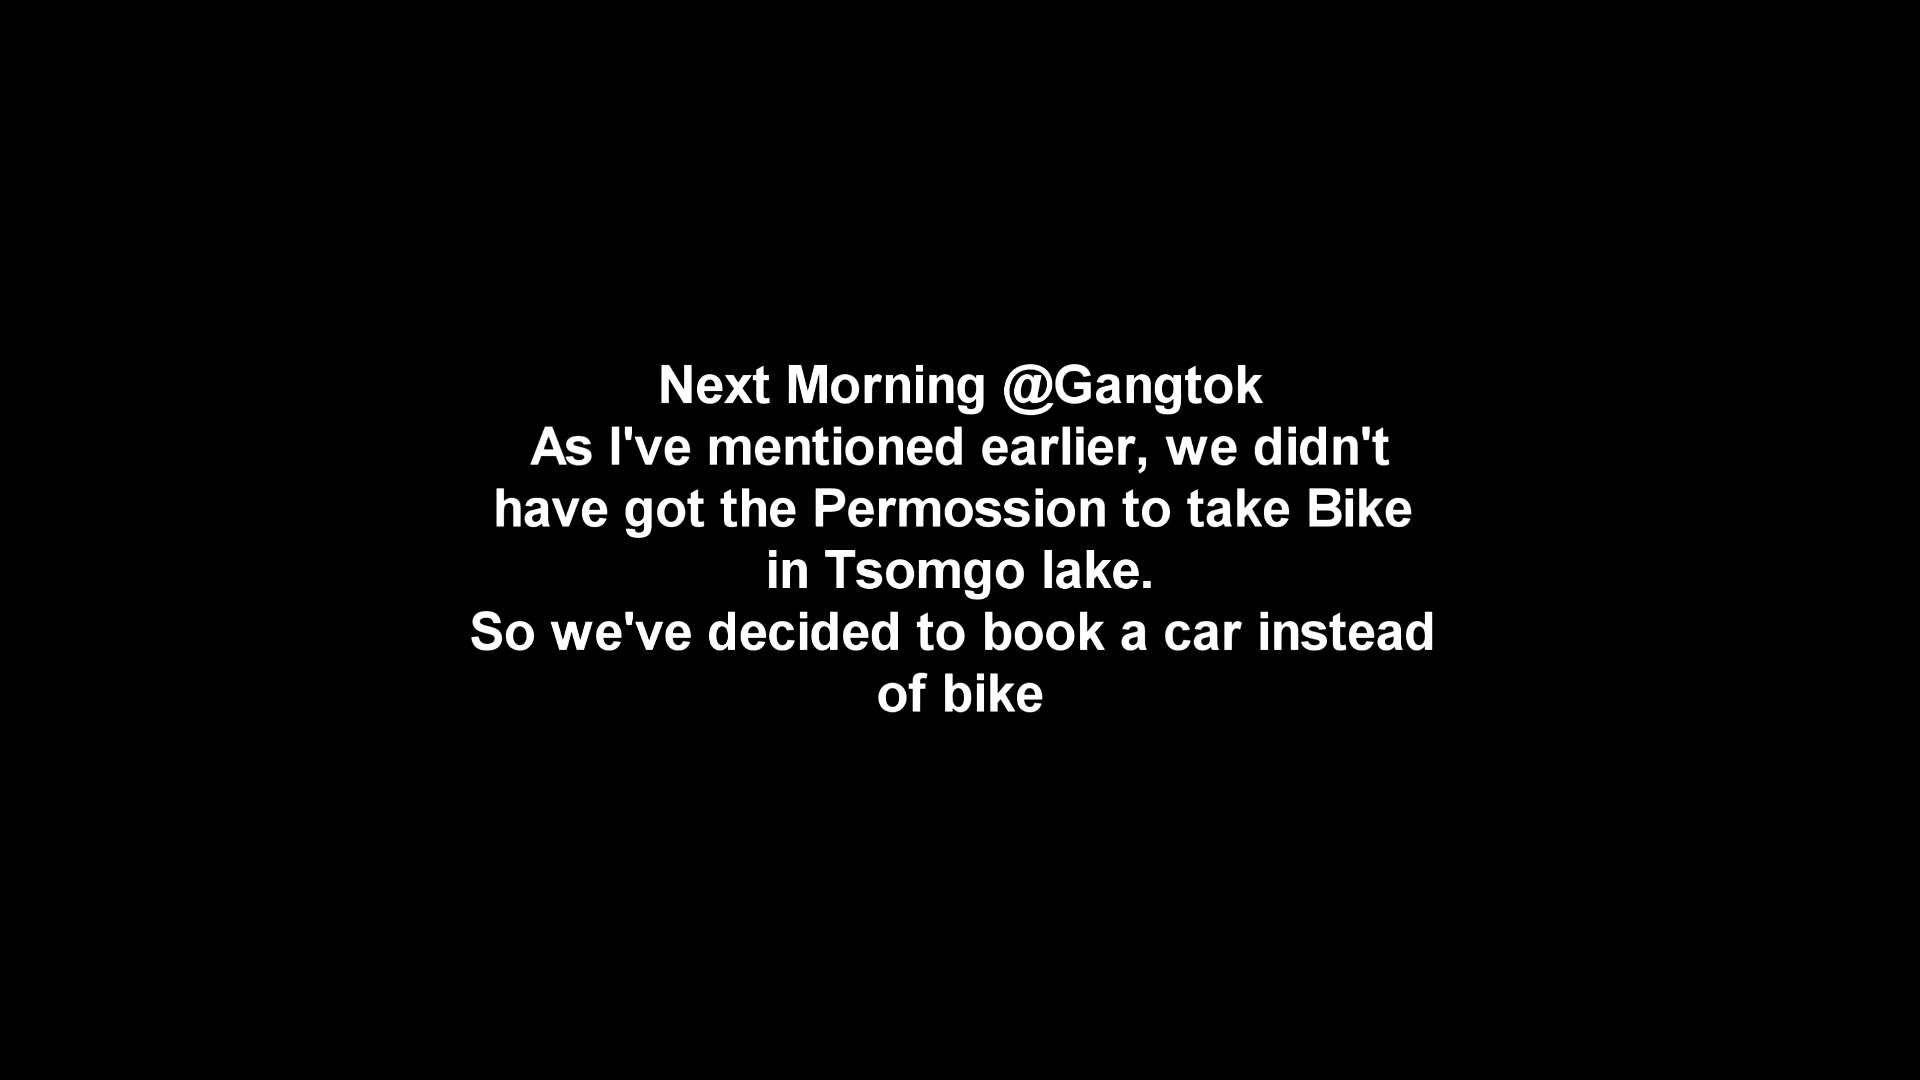 Next Morning @Gangtok
As I've mentioned earlier, we didn't
have got the Permossion to take Bike
in Tsomgo lake.
So we've decided to book a car instead
of bike